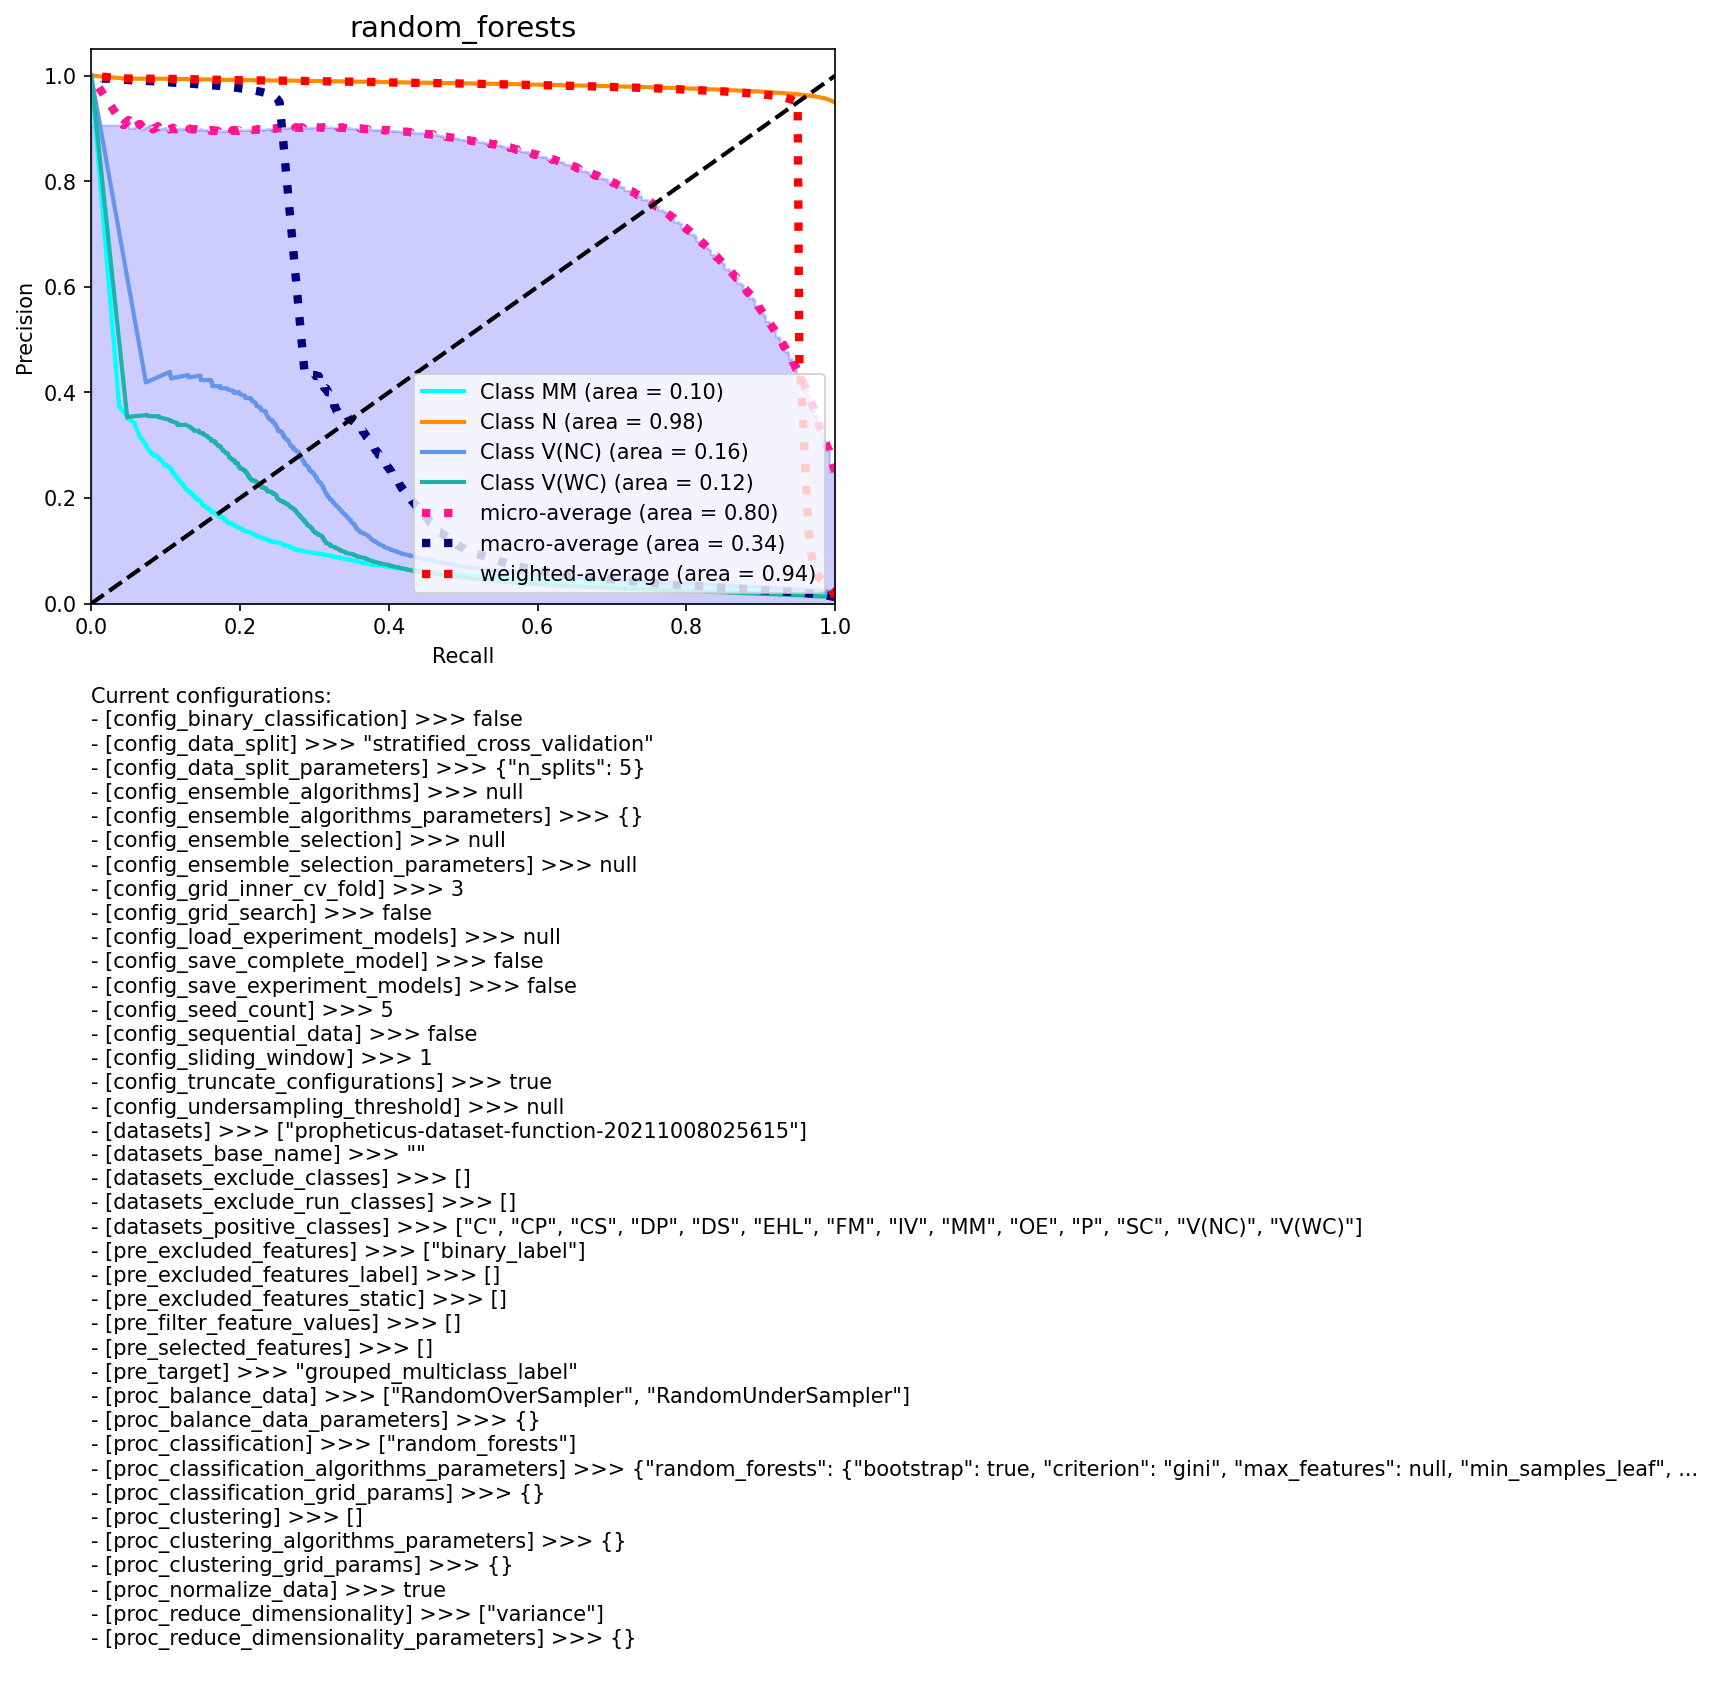 random_forests
1.0
0.8
0.6
0.4
0.2
0.0
Precision
Class MM (area = 0.10)
Class N (area = 0.98)
Class V(NC) (area = 0.16)
Class V(WC) (area = 0.12)
micro-average (area = 0.80)
macro-average (area = 0.34)
weighted-average (area = 0.94)
0.0 0.2 0.4 0.6 0.8 1.0
Recall
Current configurations:
- [config_binary_classification] >>> false
- [config_data_split] >>> "stratified_cross_validation"
- [config_data_split_parameters] >>> {"n_splits": 5}
- [config_ensemble_algorithms] >>> null
- [config_ensemble_algorithms_parameters] >>> {}
- [config_ensemble_selection] >>> null
- [config_ensemble_selection_parameters] >>> null
- [config_grid_inner_cv_fold] >>> 3
- [config_grid_search] >>> false
- [config_load_experiment_models] >>> null
- [config_save_complete_model] >>> false
- [config_save_experiment_models] >>> false
- [config_seed_count] >>> 5
- [config_sequential_data] >>> false
- [config_sliding_window] >>> 1
- [config_truncate_configurations] >>> true
- [config_undersampling_threshold] >>> null
- [datasets] >>> ["propheticus-dataset-function-20211008025615"]
- [datasets_base_name] >>> ""
- [datasets_exclude_classes] >>> []
- [datasets_exclude_run_classes] >>> []
- [datasets_positive_classes] >>> ["C", "CP", "CS", "DP", "DS", "EHL", "FM", "IV", "MM", "OE", "P", "SC", "V(NC)", "V(WC)"]
- [pre_excluded_features] >>> ["binary_label"]
- [pre_excluded_features_label] >>> []
- [pre_excluded_features_static] >>> []
- [pre_filter_feature_values] >>> []
- [pre_selected_features] >>> []
- [pre_target] >>> "grouped_multiclass_label"
- [proc_balance_data] >>> ["RandomOverSampler", "RandomUnderSampler"]
- [proc_balance_data_parameters] >>> {}
- [proc_classification] >>> ["random_forests"]
- [proc_classification_algorithms_parameters] >>> {"random_forests": {"bootstrap": true, "criterion": "gini", "max_features": null, "min_samples_leaf", ...
- [proc_classification_grid_params] >>> {}
- [proc_clustering] >>> []
- [proc_clustering_algorithms_parameters] >>> {}
- [proc_clustering_grid_params] >>> {}
- [proc_normalize_data] >>> true
- [proc_reduce_dimensionality] >>> ["variance"]
- [proc_reduce_dimensionality_parameters] >>> {}